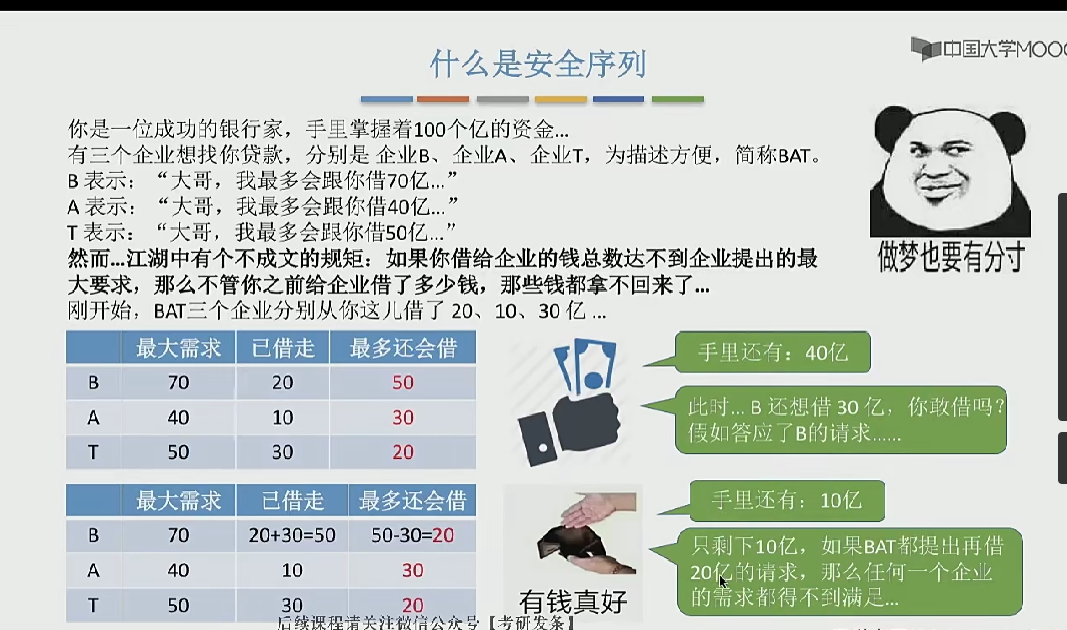 什么是安全序列
中国大学MOO
你是一位成功的银行家，手里掌握着100个亿的资金...
有三个企业想找你贷款，分别是 企业B、企业A、企业T，为描述方便，简称BAT。
B 表示：“大哥，我最多会跟你借70亿...”
A 表示：“大哥，我最多会跟你借40亿...”
T 表示：“大哥，我最多会跟你借50亿...”
然而...江湖中有个不成文的规矩：如果你借给企业的钱总数达不到企业提出的最
大要求，那么不管你之前给企业借了多少钱，那些钱都拿不回来了...
刚开始，BAT三个企业分别从你这儿借了 20、10、30 亿 ...
做梦也要有分寸
最大需求 已借走 最多还会借
B 70 20 50
A 40 10 30
T 50 30 20
手里还有：40亿
此时... B 还想借 30 亿，你敢借吗？
假如答应了B的请求......
最大需求 已借走 最多还会借
B 70 20+30=50 50-30=20
A 40 10 30
T 50 30 20
有钱真好
手里还有：10亿
只剩下10亿，如果BAT都提出再借
20亿的请求，那么任何一个企业
的需求都得不到满足...
后续课程请关注微信公众号【考研发条】